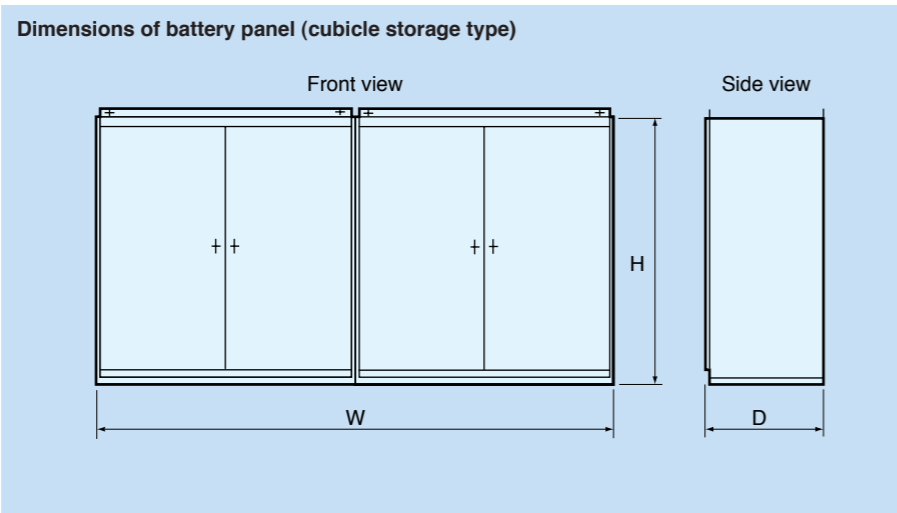 Dimensions of battery panel (cubicle storage type)
Front view
Side view
H
W
D